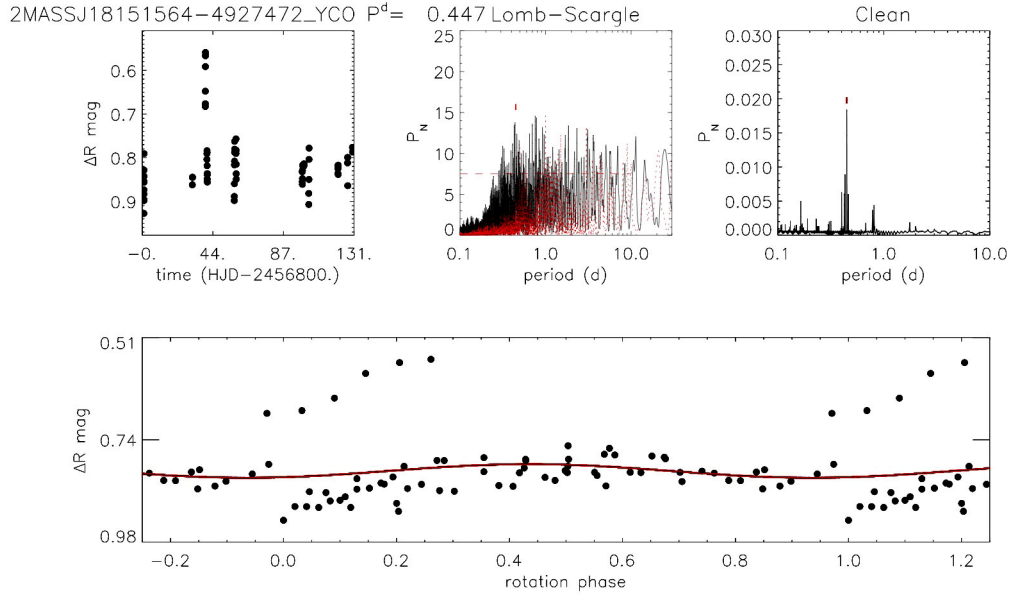 2MASSJ18151564-4927472_YCO P^d= 0.447 Lomb-Scargle Clean
0.6
0.7
0.8
0.9
ΔR mag
-0. 44. 87. 131.
time (HJD-2456800.)
25
20
15
10
5
0
P_N
0.1 1.0 10.0
period (d)
0.030
0.025
0.020
0.015
0.010
0.005
0.000
P_N
0.1 1.0 10.0
period (d)
0.51
0.74
0.98
ΔR mag
-0.2 0.0 0.2 0.4 0.6 0.8 1.0 1.2
rotation phase